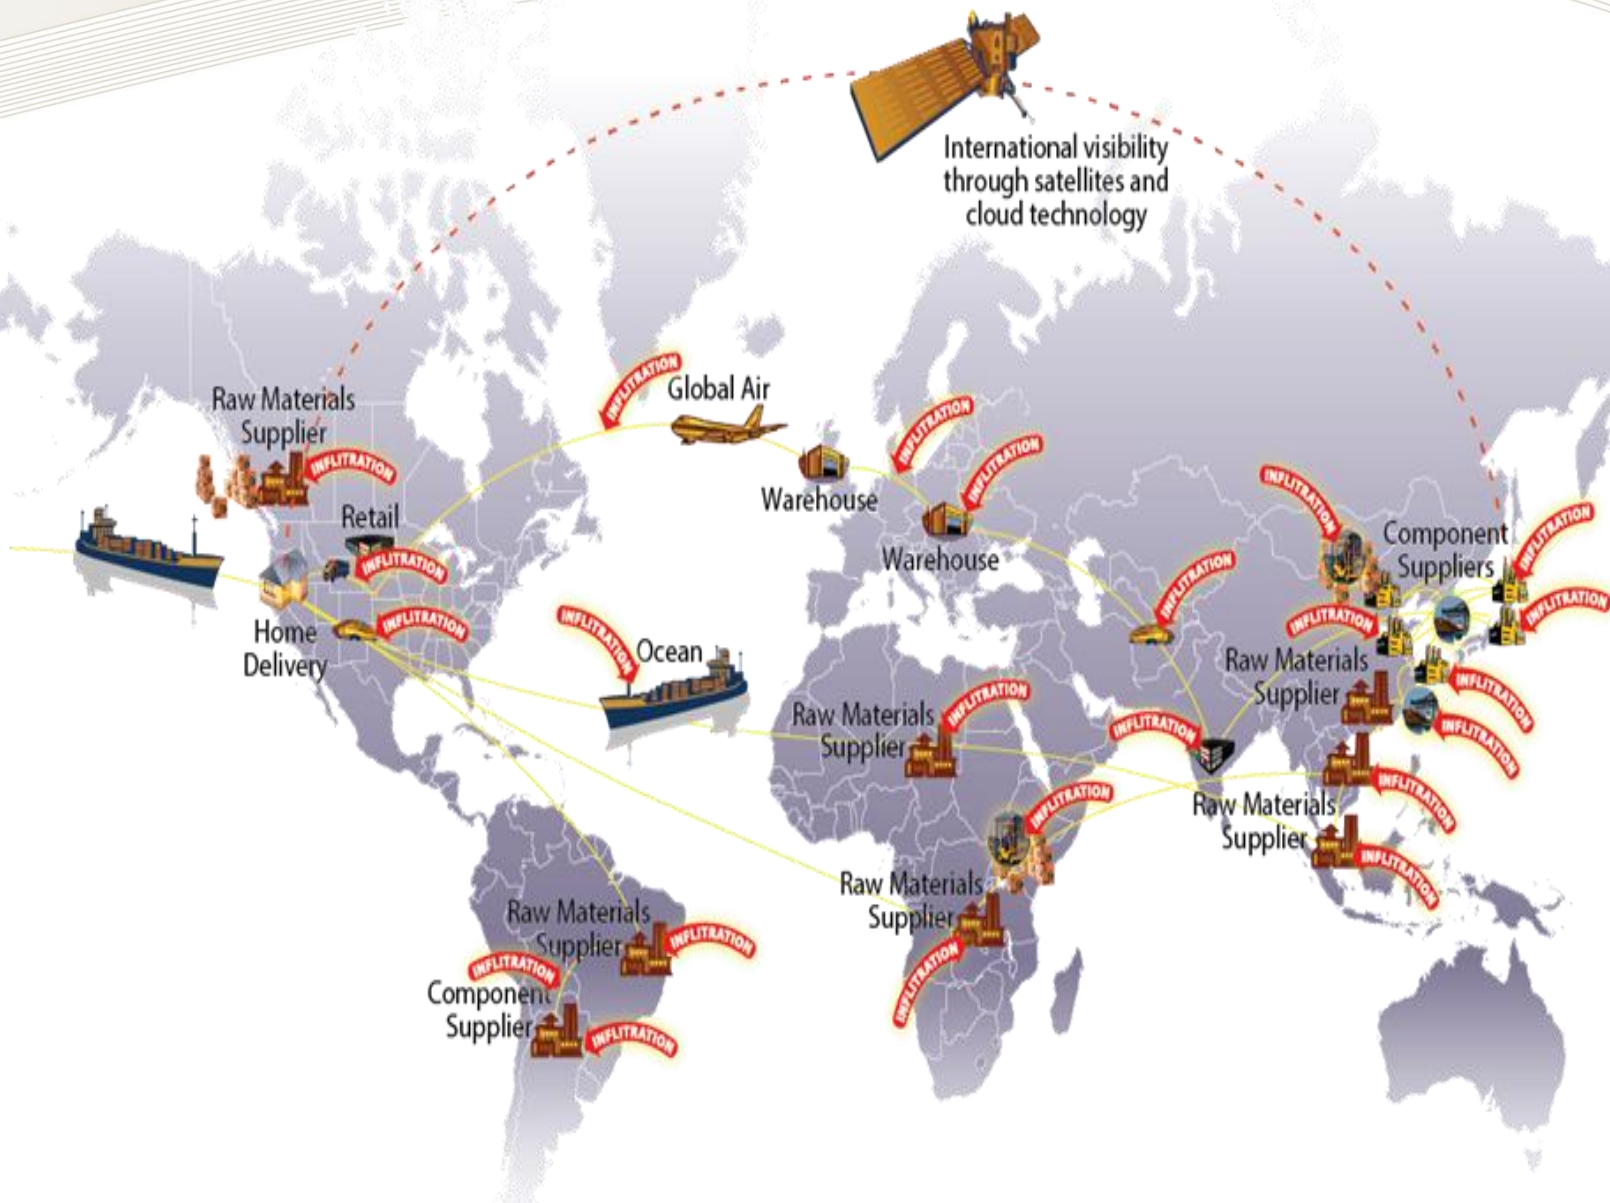 International visibility
through satellites and
cloud technology
INFLITRATION
Global Air
Raw Materials
Supplier
INFLITRATION
INFLITRATION
INFLITRATION
Warehouse
Retail
INFLITRATION
Warehouse
INFLITRATION
Component
Suppliers
INFLITRATION
INFLITRATION
INFLITRATION
INFLITRATION
Home
Delivery
INFLITRATION
INFLITRATION
Ocean
Raw Materials
Supplier
INFLITRATION
INFLITRATION
Raw Materials
Supplier
INFLITRATION
INFLITRATION
INFLITRATION
Raw Materials
Supplier
INFLITRATION
INFLITRATION
Raw Materials
Supplier
INFLITRATION
Raw Materials
Supplier
INFLITRATION
INFLITRATION
Component
Supplier
INFLITRATION